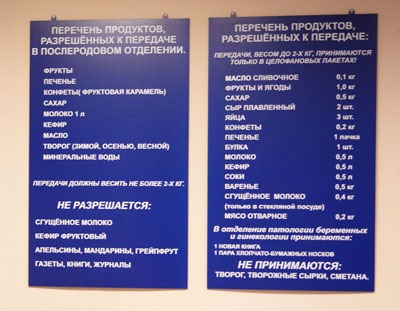 ПЕРЕЧЕНЬ ПРОДУКТОВ,
РАЗРЕШЁННЫХ К ПЕРЕДАЧЕ
В ПОСЛЕРОДОВОМ ОТДЕЛЕНИИ.
ФРУКТЫ
ПЕЧЕНЬЕ
КОНФЕТЫ( ФРУКТОВАЯ КАРАМЕЛЬ)
САХАР
МОЛОКО 1 л
КЕФИР
МАСЛО
ТВОРОГ (ЗИМОЙ, ОСЕНЬЮ, ВЕСНОЙ)
МИНЕРАЛЬНЫЕ ВОДЫ
ПЕРЕДАЧИ ДОЛЖНЫ ВЕСИТЬ НЕ БОЛЕЕ 2-Х КГ.
НЕ РАЗРЕШАЕТСЯ:
СГУЩЁННОЕ МОЛОКО
КЕФИР ФРУКТОВЫЙ
АПЕЛЬСИНЫ, МАНДАРИНЫ, ГРЕЙПФРУТ
ГАЗЕТЫ, КНИГИ, ЖУРНАЛЫ
ПЕРЕЧЕНЬ ПРОДУКТОВ,
РАЗРЕШЁННЫХ К ПЕРЕДАЧЕ:
ПЕРЕДАЧИ, ВЕСОМ ДО 2-Х КГ, ПРИНИМАЮТСЯ
ТОЛЬКО В ЦЕЛОФАНОВЫХ ПАКЕТАХ!
МАСЛО СЛИВОЧНОЕ 0,1 кг
ФРУКТЫ И ЯГОДЫ 1,0 кг
САХАР 0,5 кг
СЫР ПЛАВЛЕННЫЙ 2 шт.
ЯЙЦА 3 шт.
КОНФЕТЫ 0,2 кг
ПЕЧЕНЬЕ 1 пачка
БУЛКА 1 шт.
МОЛОКО 0,5 л
КЕФИР 0,5 л
СОКИ 0,5 л
ВАРЕНЬЕ 0,5 кг
СГУЩЁННОЕ МОЛОКО 0,4 кг
(только в стекляной посуде)
МЯСО ОТВАРНОЕ 0,2 кг
В отделение патологии беременных
и гинекологии принимаются:
1 НОВАЯ КНИГА
1 ПАРА ХЛОПЧАТО-БУМАЖНЫХ НОСКОВ
НЕ ПРИНИМАЮТСЯ:
ТВОРОГ, ТВОРОЖНЫЕ СЫРКИ, СМЕТАНА.